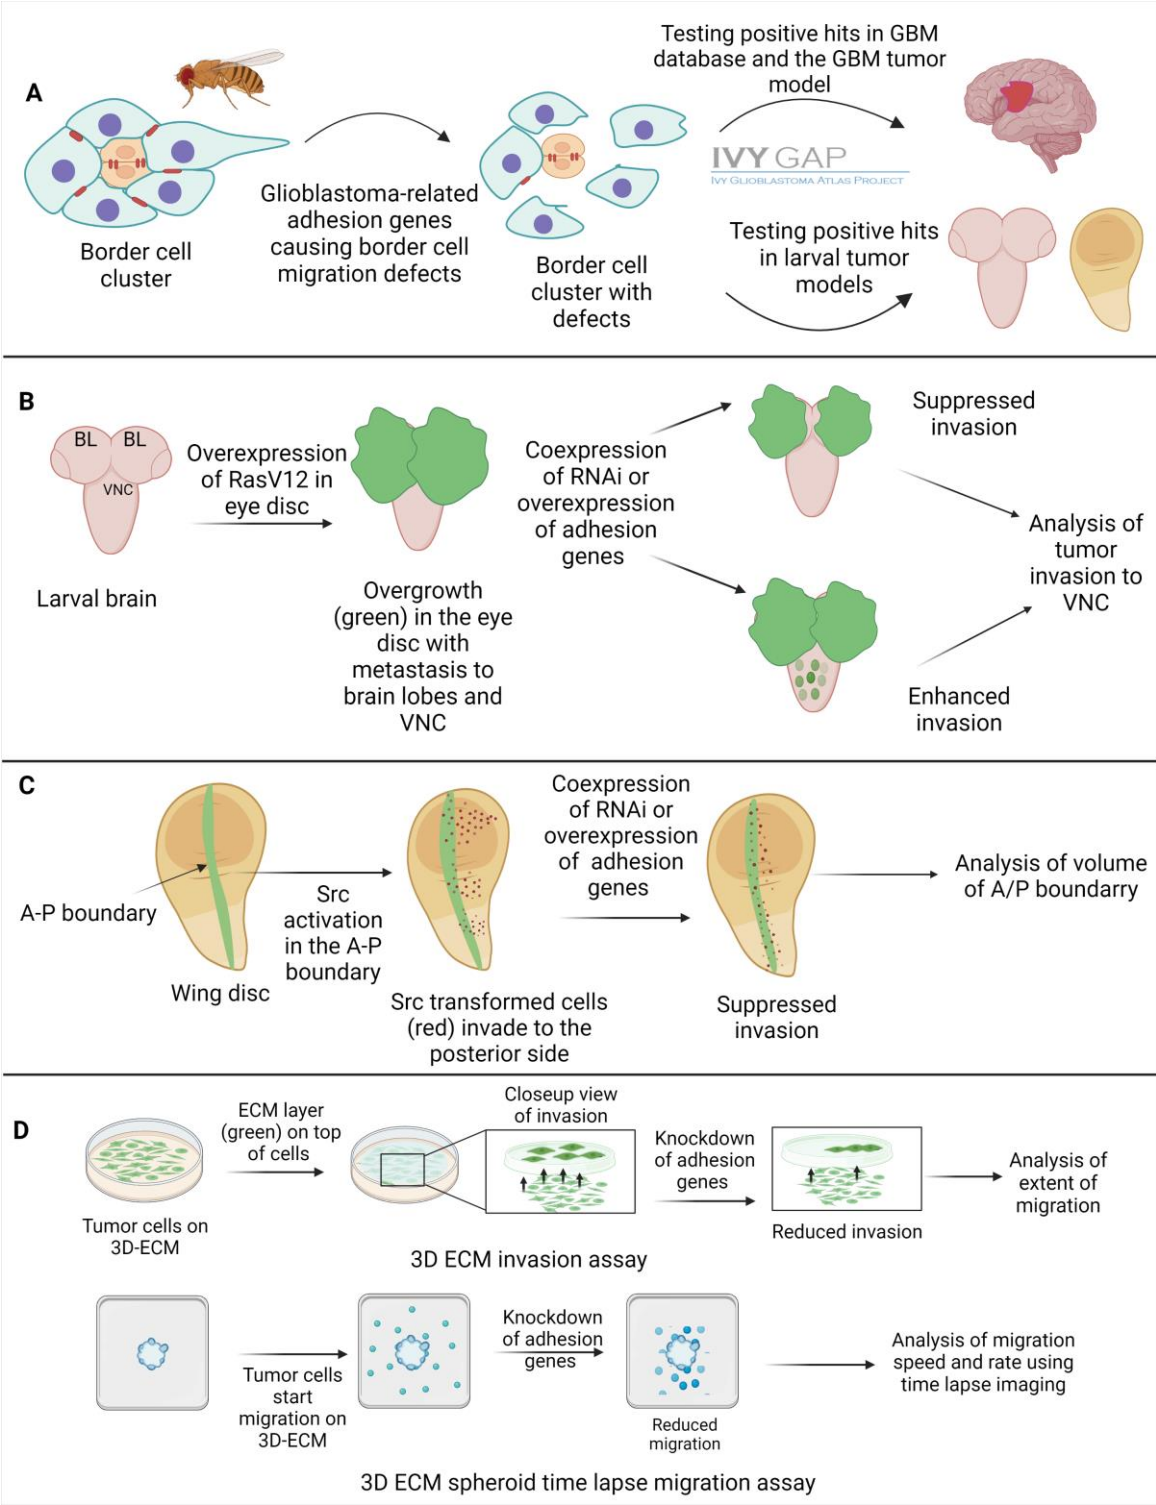 A
Border cell
cluster
Glioblastoma-related
adhesion genes
causing border cell
migration defects
Border cell
cluster with
defects
Testing positive hits in GBM
database and the GBM tumor
model
IVY GAP
IVY GLIOBLASTOMA ATLAS PROJECT
Testing positive hits
in larval tumor
models
B
BL
BL
VNC
Larval brain
Overexpression
of RasV12 in
eye disc
Overgrowth
(green) in the eye
disc with
metastasis to
brain lobes and
VNC
Coexpression
of RNAi or
overexpression
of adhesion
genes
Suppressed
invasion
Enhanced
invasion
Analysis of
tumor
invasion to
VNC
C
A-P boundary
Wing disc
Src
activation
in the A-P
boundary
Src transformed cells
(red) invade to the
posterior side
Coexpression
of RNAi or
overexpression
of adhesion
genes
Suppressed
invasion
Analysis of volume
of A/P boundarry
D
Tumor cells on
3D-ECM
ECM layer
(green) on top
of cells
Closeup view
of invasion
Knockdown
of adhesion
genes
Reduced invasion
Analysis of
extent of
migration
3D ECM invasion assay
Tumor cells
start
migration on
3D-ECM
Knockdown
of adhesion
genes
Reduced
migration
Analysis of migration
speed and rate using
time lapse imaging
3D ECM spheroid time lapse migration assay